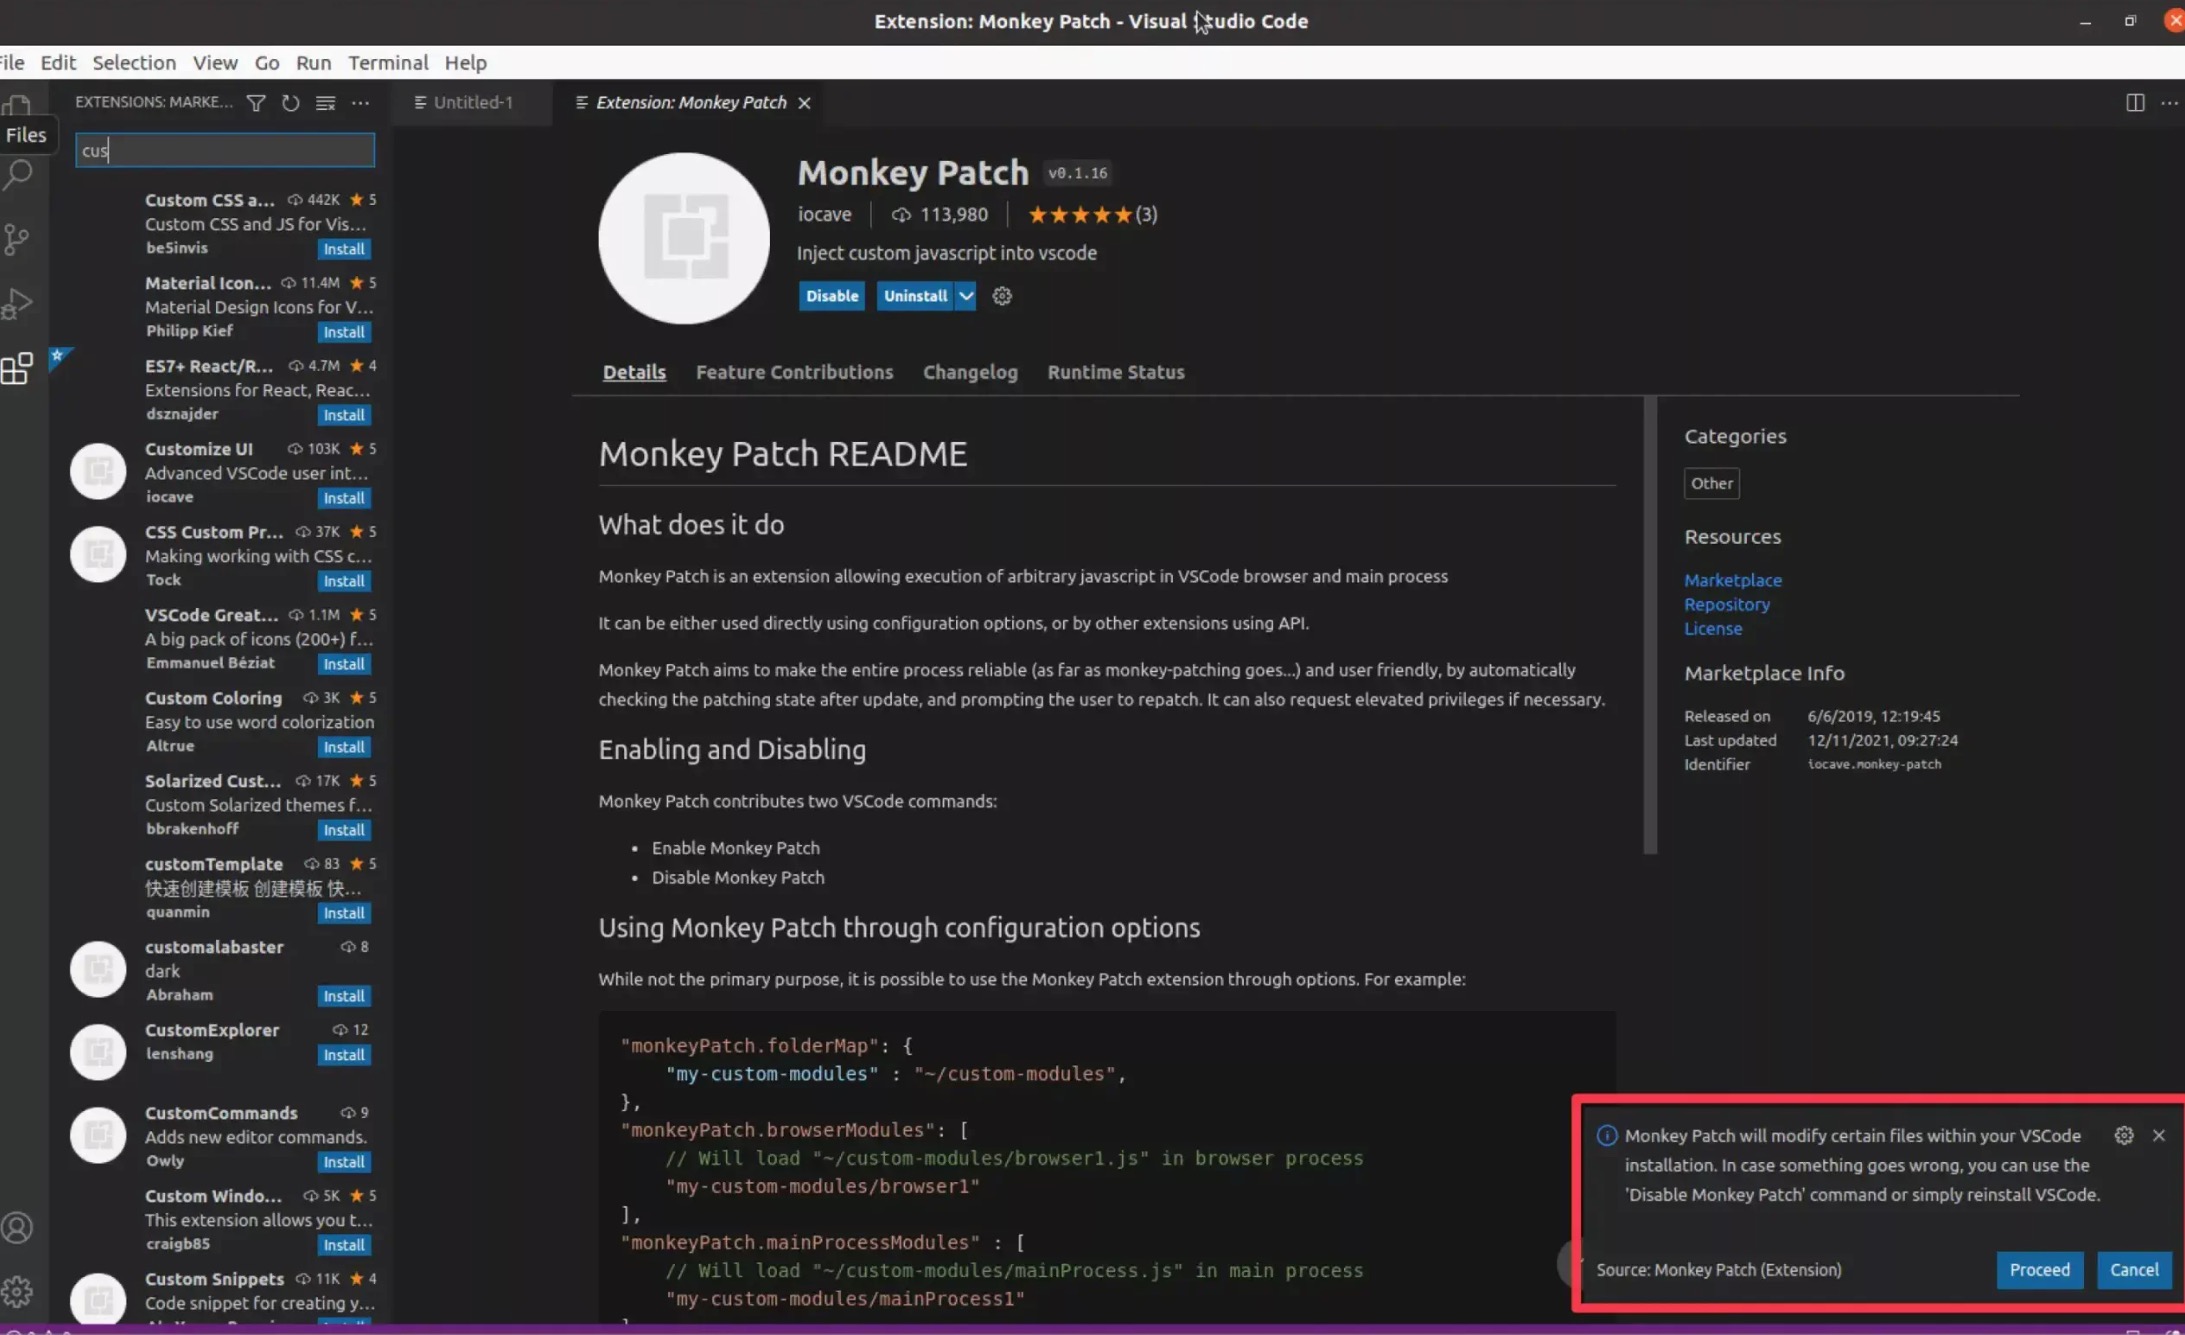 Extension: Monkey Patch - Visual Studio Code
File Edit Selection View Go Run Terminal Help
EXTENSIONS: MARKE...
Untitled-1
Extension: Monkey Patch
Files
cus
Custom CSS a... 442K 5
Custom CSS and JS for Vis...
be5invis Install
Material Icon... 11.4M 5
Material Design Icons for V...
Philipp Kief Install
ES7+ React/R... 4.7M 4
Extensions for React, Reac...
dsznajder Install
Customize UI 103K 5
Advanced VSCode user int...
iocave Install
CSS Custom Pr... 37K 5
Making working with CSS c...
Tock Install
VSCode Great... 1.1M 5
A big pack of icons (200+) f...
Emmanuel Béziat Install
Custom Coloring 3K 5
Easy to use word colorization
Altrue Install
Solarized Cust... 17K 5
Custom Solarized themes f...
bbrakenhoff Install
customTemplate 83 5
快速创建模板 创建模板 快...
quanmin Install
customalabaster 8
dark
Abraham Install
CustomExplorer 12
lenshang Install
CustomCommands 9
Adds new editor commands.
Owly Install
Custom Windo... 5K 5
This extension allows you t...
craigb85 Install
Custom Snippets 11K 4
Code snippet for creating y...
Monkey Patch v0.1.16
iocave 113,980 (3)
Inject custom javascript into vscode
Disable Uninstall
Details Feature Contributions Changelog Runtime Status
Monkey Patch README
What does it do
Monkey Patch is an extension allowing execution of arbitrary javascript in VSCode browser and main process
It can be either used directly using configuration options, or by other extensions using API.
Monkey Patch aims to make the entire process reliable (as far as monkey-patching goes...) and user friendly, by automatically
checking the patching state after update, and prompting the user to repatch. It can also request elevated privileges if necessary.
Enabling and Disabling
Monkey Patch contributes two VSCode commands:
• Enable Monkey Patch
• Disable Monkey Patch
Using Monkey Patch through configuration options
While not the primary purpose, it is possible to use the Monkey Patch extension through options. For example:
"monkeyPatch.folderMap": {
"my-custom-modules" : "~/custom-modules",
},
"monkeyPatch.browserModules": [
// Will load "~/custom-modules/browser1.js" in browser process
"my-custom-modules/browser1"
],
"monkeyPatch.mainProcessModules" : [
// Will load "~/custom-modules/mainProcess.js" in main process
"my-custom-modules/mainProcess1"
]
Categories
Other
Resources
Marketplace
Repository
License
Marketplace Info
Released on 6/6/2019, 12:19:45
Last updated 12/11/2021, 09:27:24
Identifier iocave.monkey-patch
Monkey Patch will modify certain files within your VSCode
installation. In case something goes wrong, you can use the
'Disable Monkey Patch' command or simply reinstall VSCode.
Source: Monkey Patch (Extension) Proceed Cancel